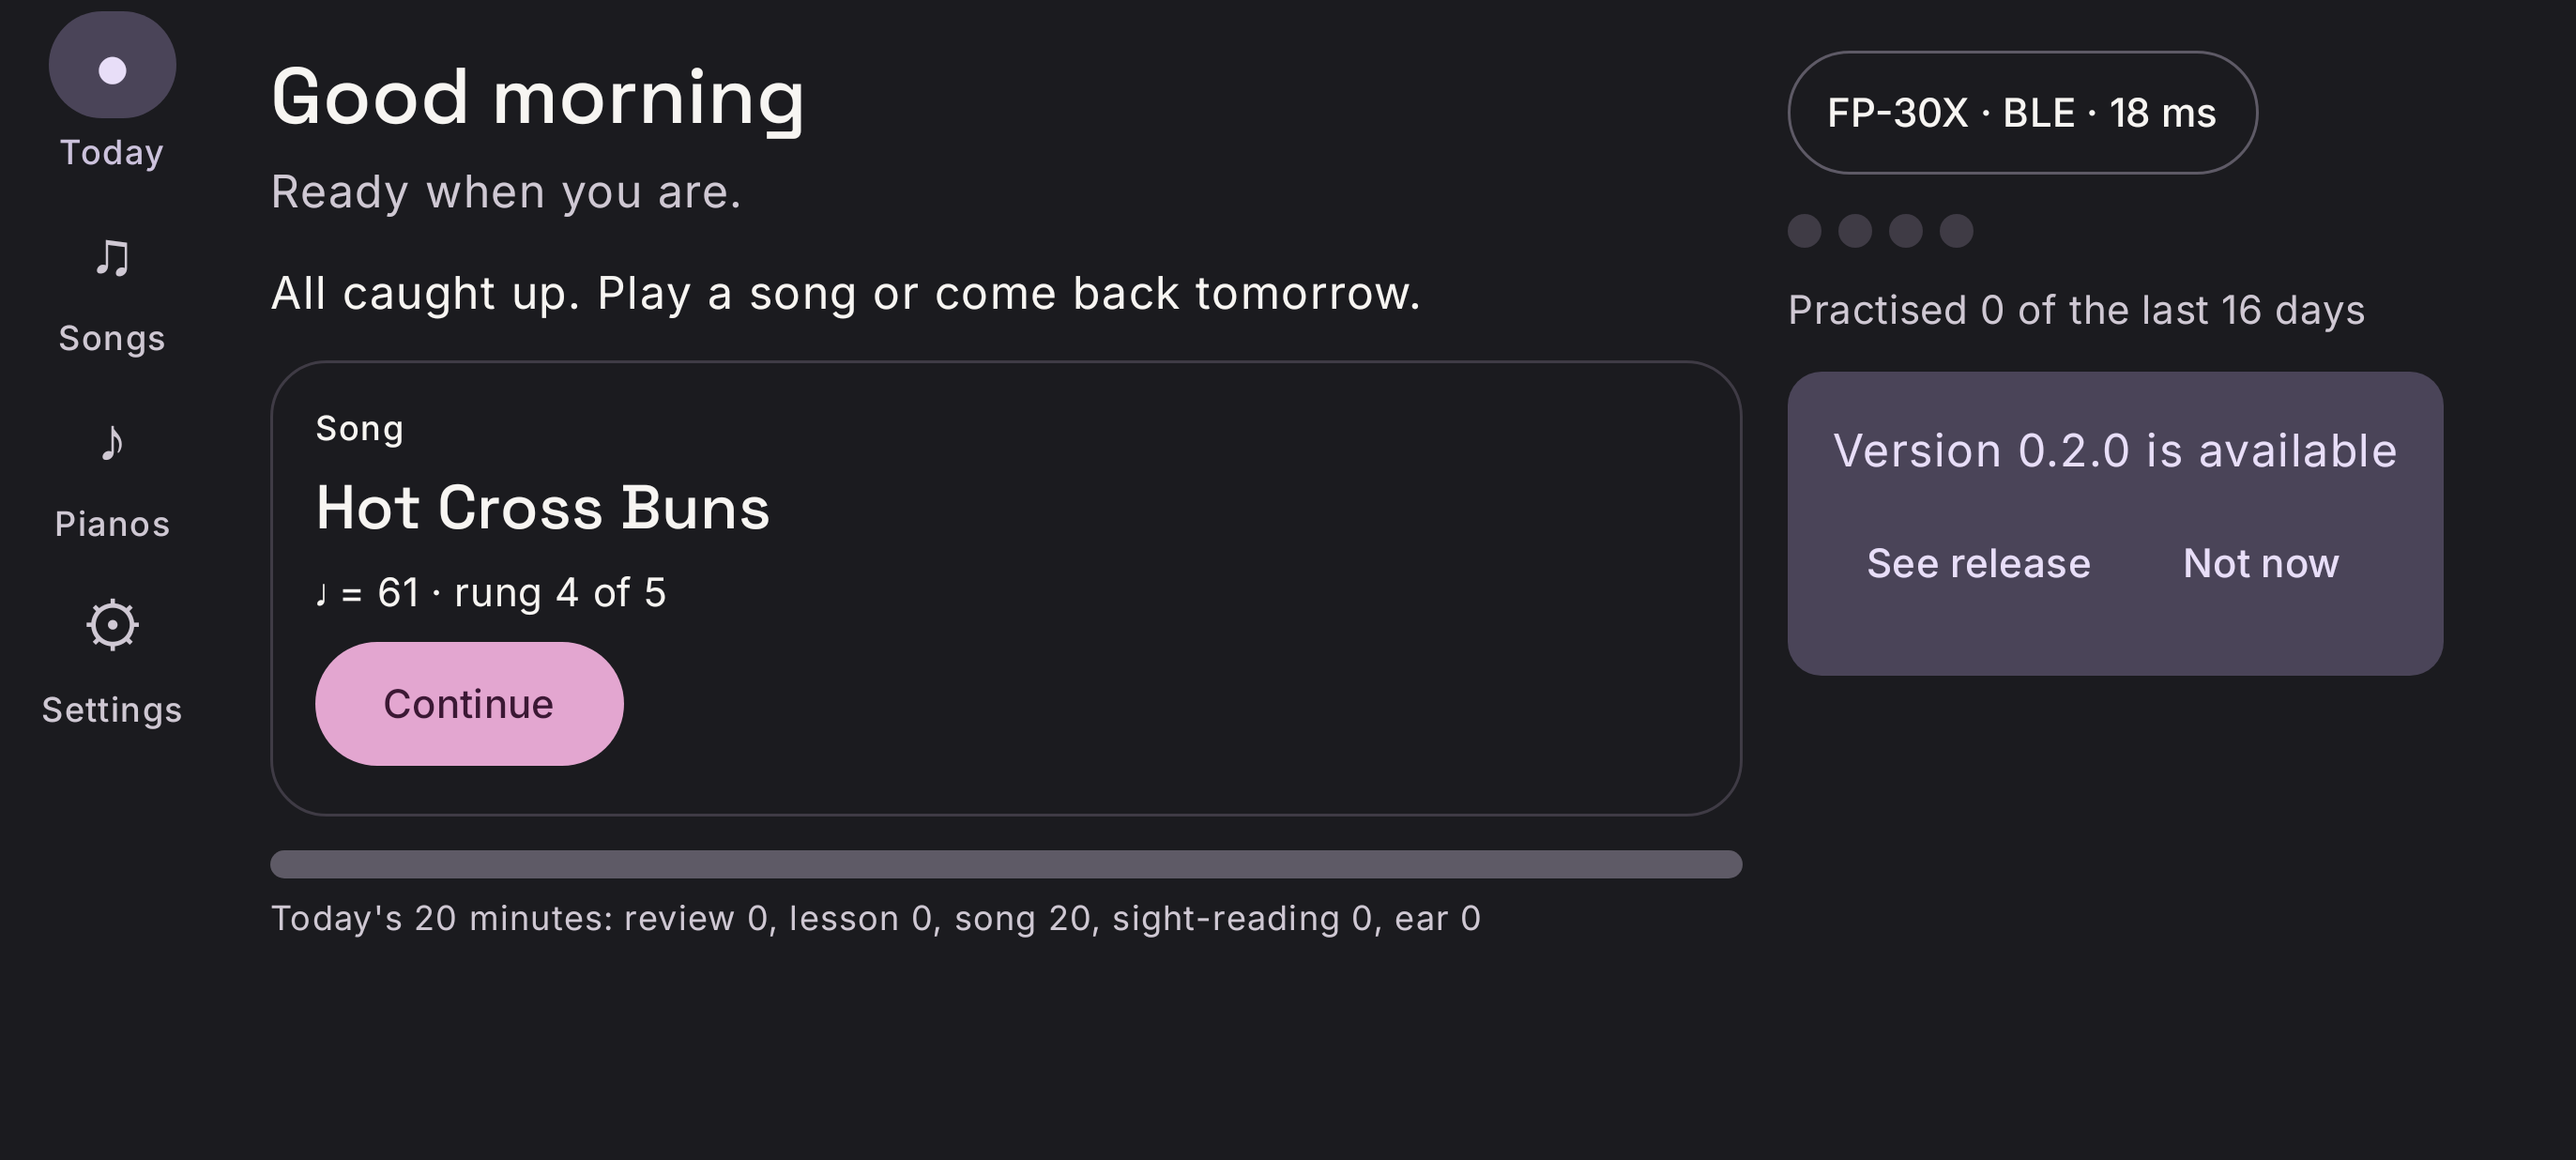 Today
Songs
Pianos
Settings
Good morning
Ready when you are.
All caught up. Play a song or come back tomorrow.
Song
Hot Cross Buns
♩ = 61 · rung 4 of 5
Continue
Today's 20 minutes: review 0, lesson 0, song 20, sight-reading 0, ear 0
FP-30X · BLE · 18 ms
Practised 0 of the last 16 days
Version 0.2.0 is available
See release Not now